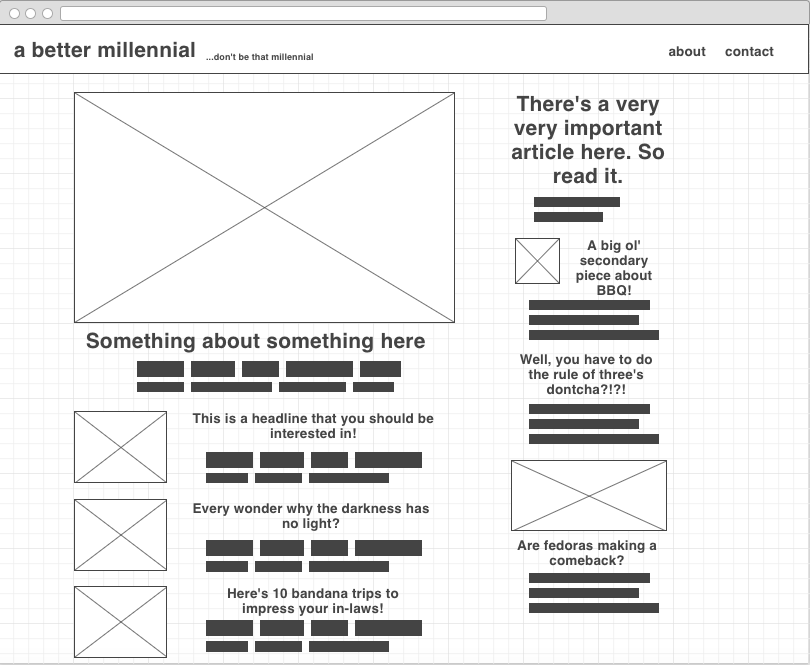 a better millennial
...don't be that millennial
about
contact
Something about something here
This is a headline that you should be
interested in!
Every wonder why the darkness has
no light?
Here's 10 bandana trips to
impress your in-laws!
There's a very
very important
article here. So
read it.
A big ol'
secondary
piece about
BBQ!
Well, you have to do
the rule of three's
dontcha?!?!
Are fedoras making a
comeback?